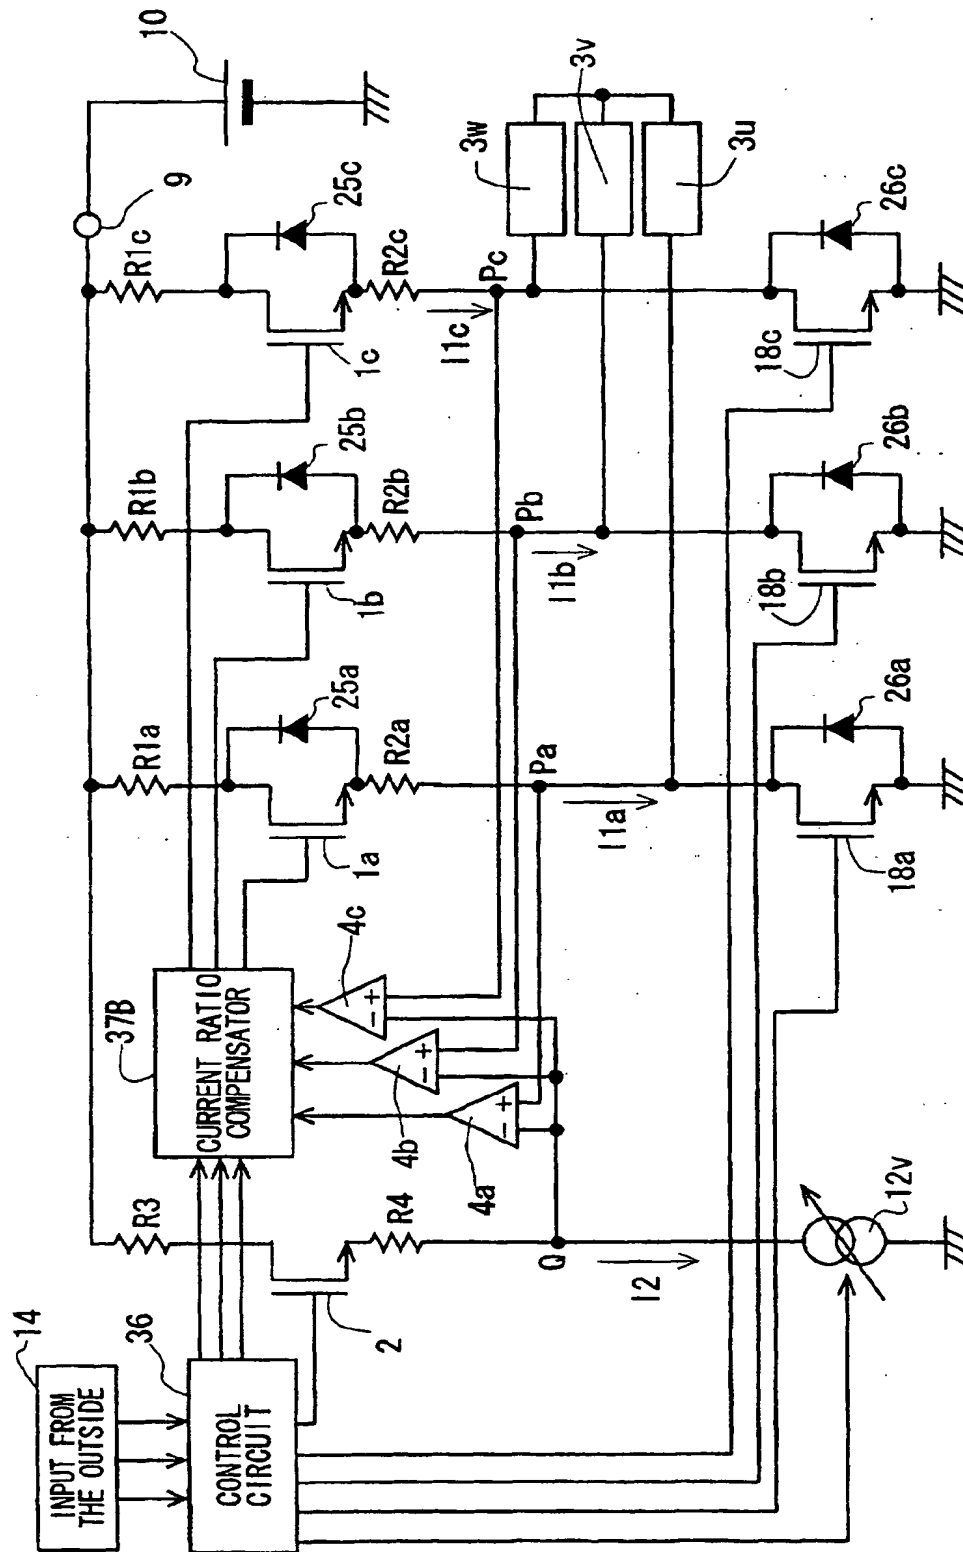 10
9
R1c
25c
1c
R2c
I1c
Pc
3w
3v
3u
26c
18c
R1b
25b
1b
R2b
Pb
I1b
26b
18b
R1a
25a
1a
R2a
Pa
I1a
26a
18a
37B
CURRENT RATIO
COMPENSATOR
4c
4b
4a
- +
- +
- +
R3
R4
2
Q
I2
12v
14
INPUT FROM
THE OUTSIDE
36
CONTROL
CIRCUIT